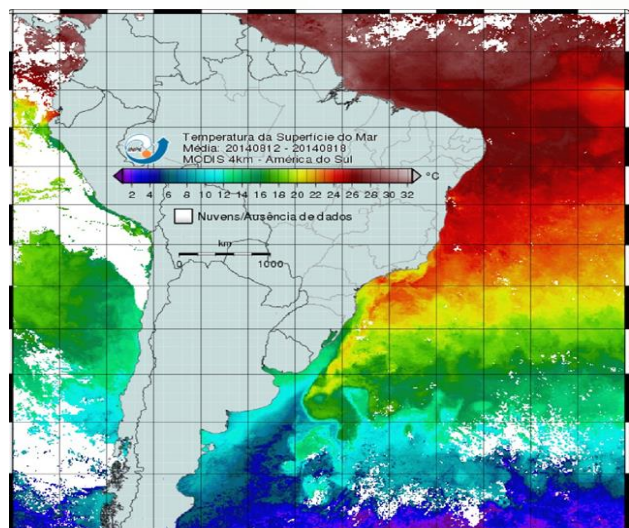 Temperatura da Superfície do Mar
Média: 20140812 - 20140818
MODIS 4km - América do Sul
°C
2 4 6 8 10 12 14 16 18 20 22 24 26 28 30 32
Nuvens/Ausência de dados
km
0 1000